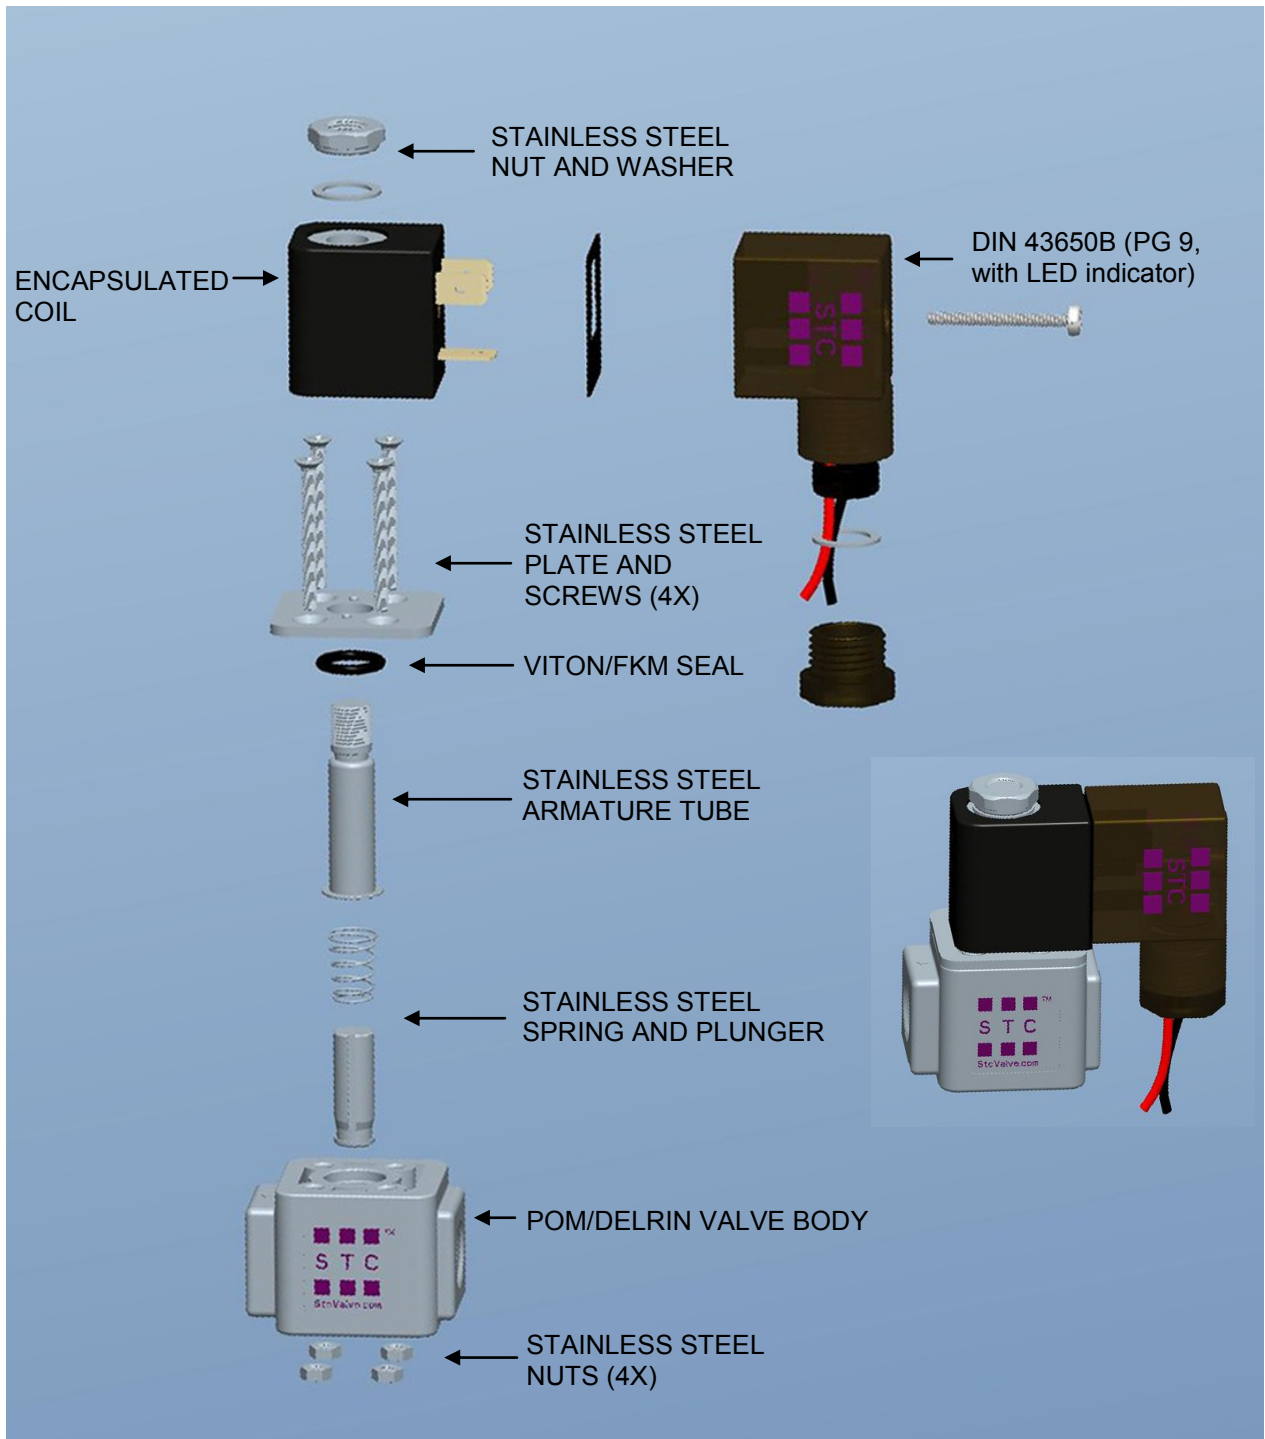 STAINLESS STEEL
NUT AND WASHER
DIN 43650B (PG 9,
with LED indicator)
ENCAPSULATED
COIL
STC
STAINLESS STEEL
PLATE AND
SCREWS (4X)
VITON/FKM SEAL
STAINLESS STEEL
ARMATURE TUBE
STC
STAINLESS STEEL
SPRING AND PLUNGER
TM
S T C
StcValve.com
POM/DELRIN VALVE BODY
TM
S T C
StcValve.com
STAINLESS STEEL
NUTS (4X)